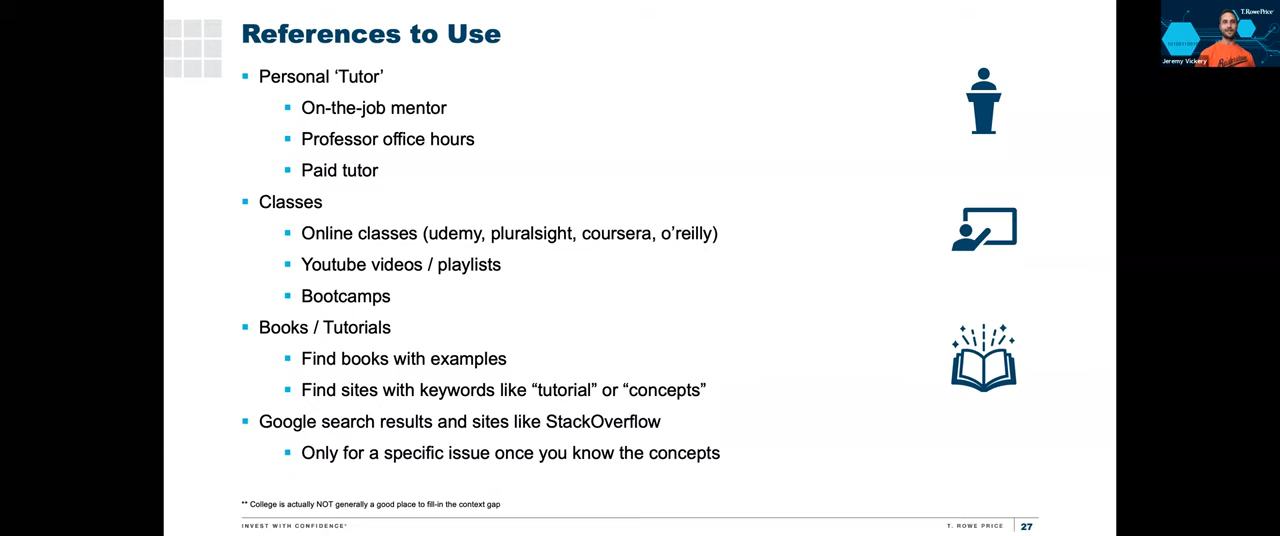 References to Use
Personal ‘Tutor’
On-the-job mentor
Professor office hours
Paid tutor
Classes
Online classes (udemy, pluralsight, coursera, o’reilly)
Youtube videos / playlists
Bootcamps
Books / Tutorials
Find books with examples
Find sites with keywords like “tutorial” or “concepts”
Google search results and sites like StackOverflow
Only for a specific issue once you know the concepts
** College is actually NOT generally a good place to fill-in the context gap
INVEST WITH CONFIDENCE®
T. ROWE PRICE
27
T.RowePrice
Jeremy Vickery